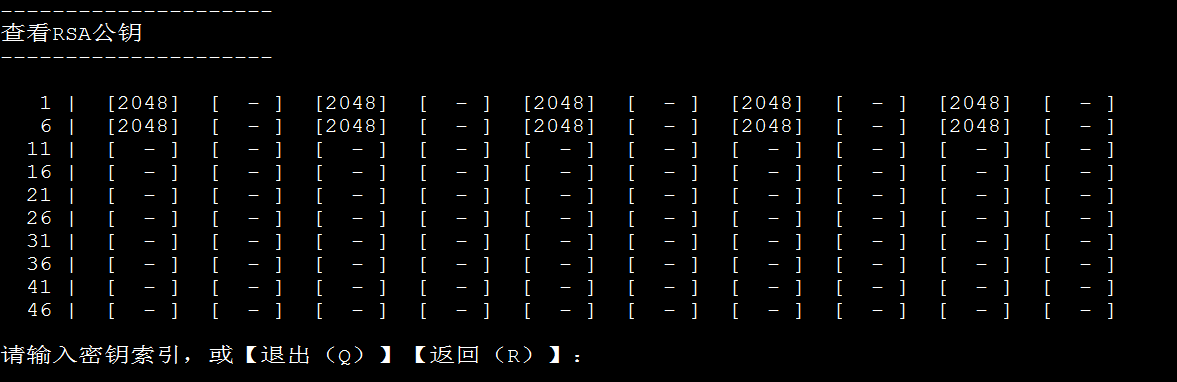 ---------------------
查看RSA公钥
---------------------
1 | [2048] [ - ] [2048] [ - ] [2048] [ - ] [2048] [ - ] [2048] [ - ]
6 | [2048] [ - ] [2048] [ - ] [2048] [ - ] [2048] [ - ] [2048] [ - ]
11 | [ - ] [ - ] [ - ] [ - ] [ - ] [ - ] [ - ] [ - ] [ - ] [ - ]
16 | [ - ] [ - ] [ - ] [ - ] [ - ] [ - ] [ - ] [ - ] [ - ] [ - ]
21 | [ - ] [ - ] [ - ] [ - ] [ - ] [ - ] [ - ] [ - ] [ - ] [ - ]
26 | [ - ] [ - ] [ - ] [ - ] [ - ] [ - ] [ - ] [ - ] [ - ] [ - ]
31 | [ - ] [ - ] [ - ] [ - ] [ - ] [ - ] [ - ] [ - ] [ - ] [ - ]
36 | [ - ] [ - ] [ - ] [ - ] [ - ] [ - ] [ - ] [ - ] [ - ] [ - ]
41 | [ - ] [ - ] [ - ] [ - ] [ - ] [ - ] [ - ] [ - ] [ - ] [ - ]
46 | [ - ] [ - ] [ - ] [ - ] [ - ] [ - ] [ - ] [ - ] [ - ] [ - ]
请输入密钥索引，或【退出（Q）】【返回（R）】：